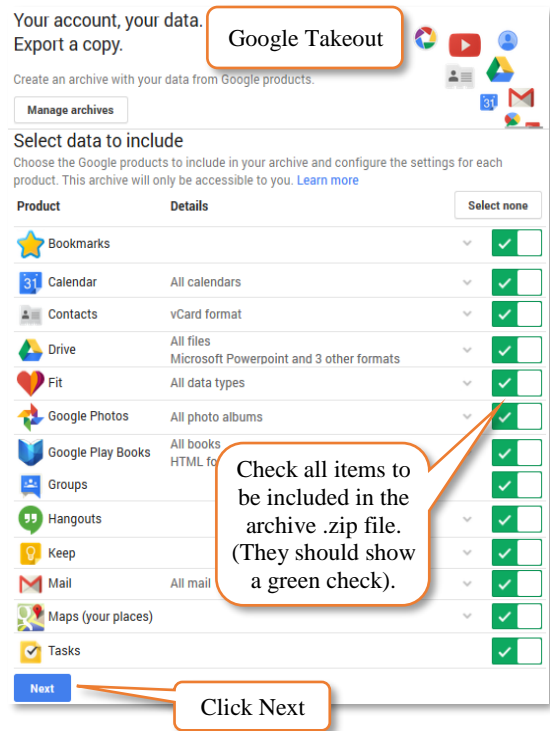 Your account, your data.
Export a copy.
Google Takeout
Create an archive with your data from Google products.
Manage archives
31
Select data to include
Choose the Google products to include in your archive and configure the settings for each
product. This archive will only be accessible to you. Learn more
Product Details Select none
Bookmarks
31 Calendar All calendars
Contacts vCard format
Drive All files
Microsoft Powerpoint and 3 other formats
Fit All data types
Google Photos All photo albums
Google Play Books All books
HTML fo
Groups
Hangouts
Keep
Mail All mail
Maps (your places)
Tasks
Check all items to
be included in the
archive .zip file.
(They should show
a green check).
Next
Click Next